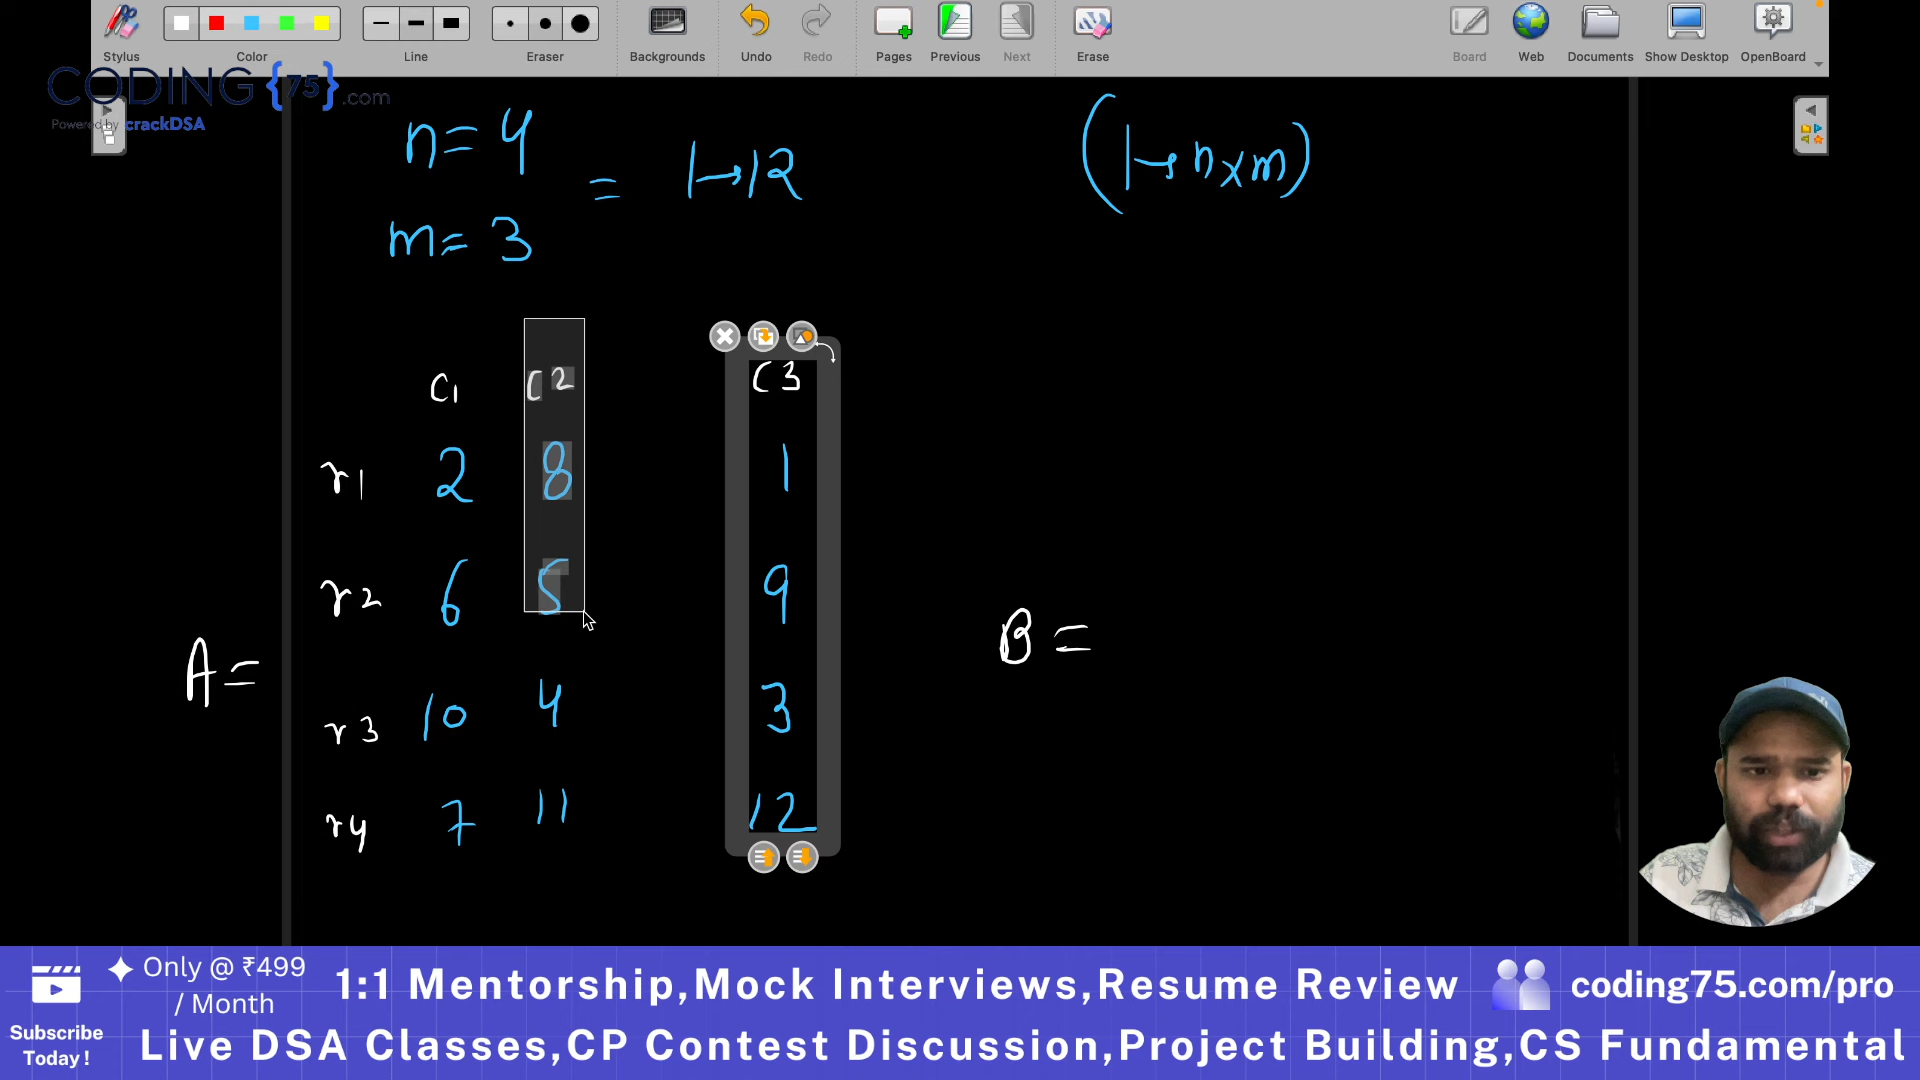 Stylus Color Line Eraser Backgrounds Undo Redo Pages Previous Next Erase Board Web Documents Show Desktop OpenBoard
CODING {75} .com
Powered by crackDSA
n = 4
= 1→12
(1→n×m)
m = 3
C1 C2 C3
r1 2 8 1
r2 6 5 9
A =
B =
r3 10 4 3
r4 7 11 12
Only @ ₹499
/ Month
Subscribe
Today !
1:1 Mentorship,Mock Interviews,Resume Review
coding75.com/pro
Live DSA Classes,CP Contest Discussion,Project Building,CS Fundamental